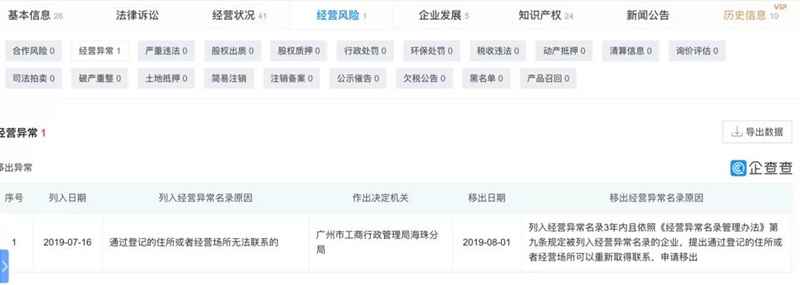 基本信息 26 法律诉讼 经营状况 41 经营风险 1 企业发展 5 知识产权 24 新闻公告 历史信息 10 VIP
合作风险 0 经营异常 1 严重违法 0 股权出质 0 股权质押 0 行政处罚 0 环保处罚 0 税收违法 0 动产抵押 0 清算信息 0 询价评估 0
司法拍卖 0 破产重整 0 土地抵押 0 简易注销 注销备案 0 公示催告 0 欠税公告 0 黑名单 0 产品召回 0
经营异常 1 导出数据
移出异常 企查查
序号 列入日期 列入经营异常名录原因 作出决定机关 移出日期 移出经营异常名录原因
1 2019-07-16 通过登记的住所或者经营场所无法联系的 广州市工商行政管理局海珠分 2019-08-01 列入经营异常名录3年内且依照《经营异常名录管理办法》第
局 九条规定被列入经营异常名录的企业，提出通过登记的住所或
者经营场所可以重新取得联系，申请移出